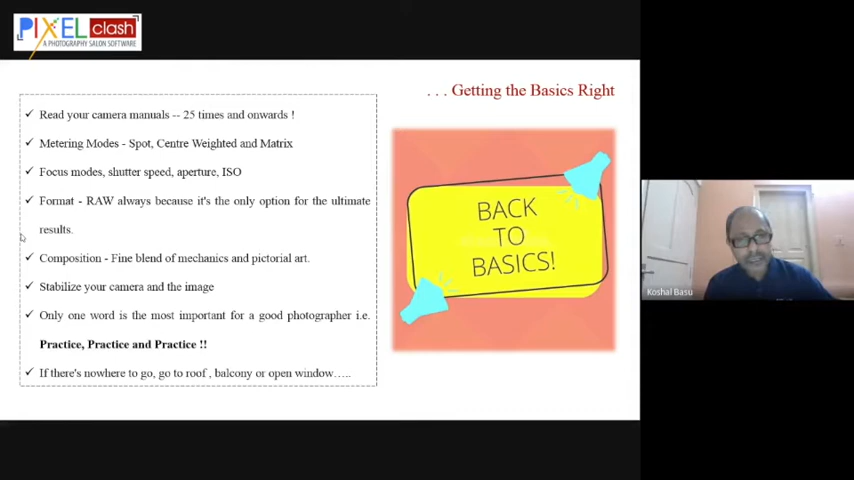 PIXEL clash
A PHOTOGRAPHY SALON SOFTWARE
. . . Getting the Basics Right
✓ Read your camera manuals -- 25 times and onwards !
✓ Metering Modes - Spot, Centre Weighted and Matrix
✓ Focus modes, shutter speed, aperture, ISO
✓ Format - RAW always because it's the only option for the ultimate
results.
✓ Composition - Fine blend of mechanics and pictorial art.
✓ Stabilize your camera and the image
✓ Only one word is the most important for a good photographer i.e.
Practice, Practice and Practice !!
✓ If there's nowhere to go, go to roof , balcony or open window…..
BACK
TO
BASICS!
Koshal Basu